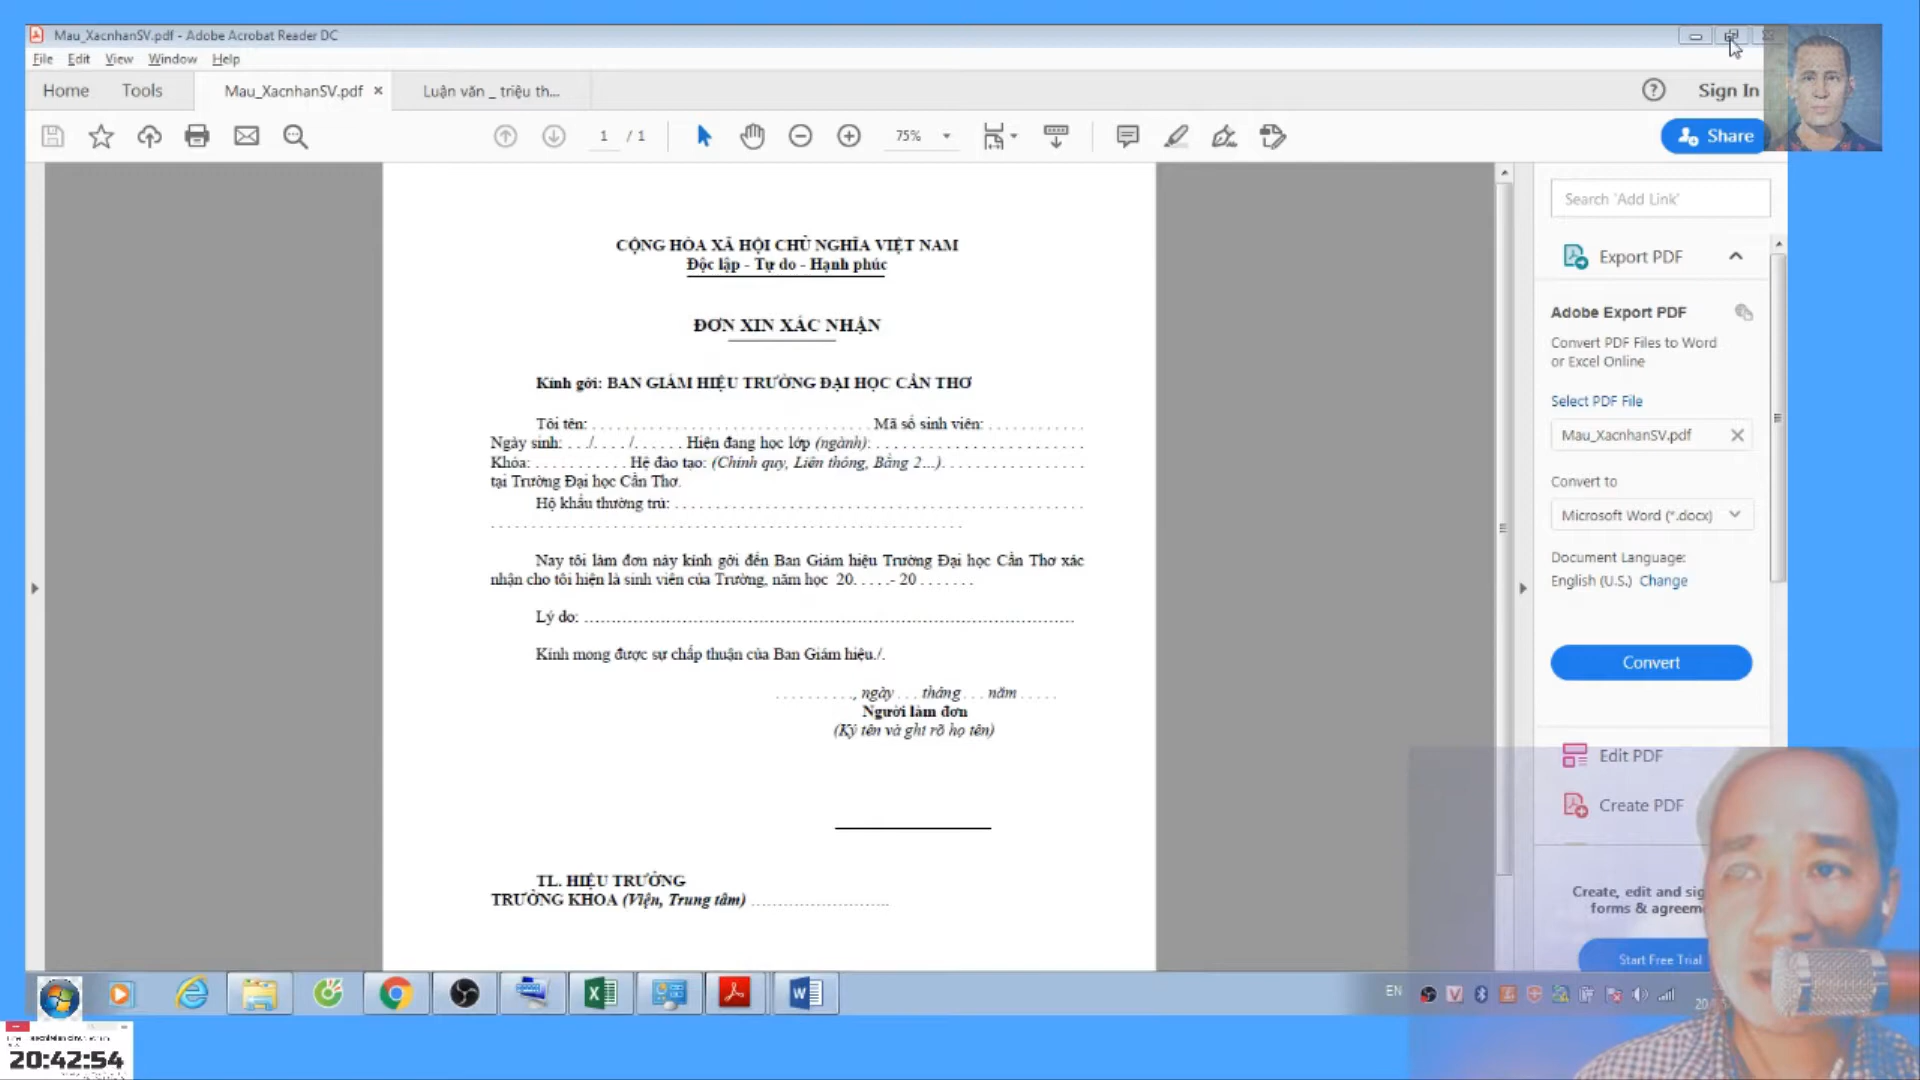 Mau_XacnhanSV.pdf - Adobe Acrobat Reader DC
File Edit View Window Help
Home Tools Mau_XacnhanSV.pdf × Luận văn _ triệu th... Sign In
1 / 1 75% Share
CỘNG HÒA XÃ HỘI CHỦ NGHĨA VIỆT NAM
Độc lập - Tự do - Hạnh phúc
ĐƠN XIN XÁC NHẬN
Kính gởi: BAN GIÁM HIỆU TRƯỜNG ĐẠI HỌC CẦN THƠ
Tôi tên: . . . . . . . . . . . . . . . . . . . . . . . . . . . . . Mã số sinh viên: . . . . . . . . . . .
Ngày sinh: . . ./. . . . /. . . . . . Hiện đang học lớp (ngành): . . . . . . . . . . . . . . . . . . . . . .
Khóa: . . . . . . . . . . Hệ đào tạo: (Chính quy, Liên thông, Bằng 2...). . . . . . . . . . . . . . .
tại Trường Đại học Cần Thơ.
Hộ khẩu thường trú: . . . . . . . . . . . . . . . . . . . . . . . . . . . . . . . . . . . . . . . . . .
. . . . . . . . . . . . . . . . . . . . . . . . . . . . . . . . . . . . . . . . . . . . . . . . .
Nay tôi làm đơn này kính gởi đến Ban Giám hiệu Trường Đại học Cần Thơ xác
nhận cho tôi hiện là sinh viên của Trường, năm học 20. . . . .- 20 . . . . . . .
Lý do: ..........................................................................................
Kính mong được sự chấp thuận của Ban Giám hiệu./.
. . . . . . . . . ., ngày . . . tháng . . . năm . . . . .
Người làm đơn
(Ký tên và ghi rõ họ tên)
TL. HIỆU TRƯỞNG
TRƯỞNG KHOA (Viện, Trung tâm) ..........................
Search 'Add Link'
Export PDF
Adobe Export PDF
Convert PDF Files to Word
or Excel Online
Select PDF File
Mau_XacnhanSV.pdf
Convert to
Microsoft Word (*.docx)
Document Language:
English (U.S.) Change
Convert
Edit PDF
Create PDF
Create, edit and
forms &
Start Free Trial
EN
20:42:54